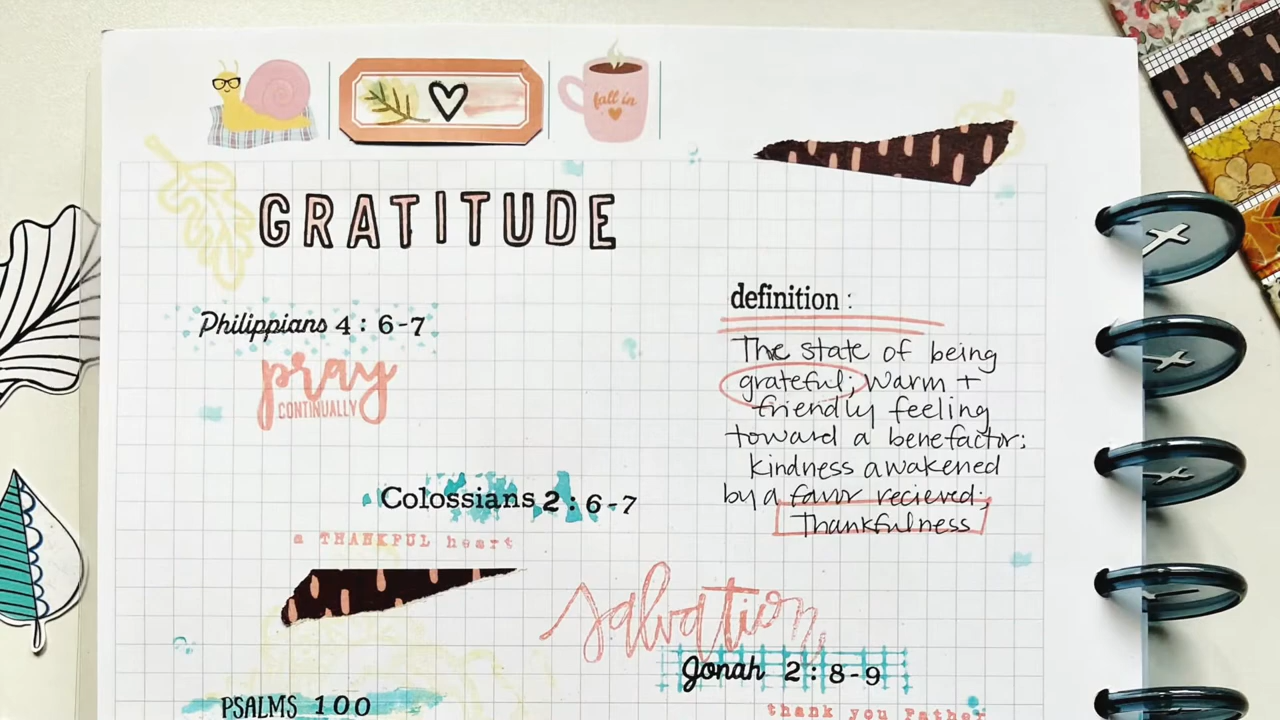 fall in
GRATITUDE
Philippians 4 : 6-7
pray
CONTINUALLY
Colossians 2 : 6-7
a THANKFUL heart
definition :
The state of being
grateful; warm +
friendly feeling
toward a benefactor:
kindness awakened
by a favor recieved;
Thankfulness
salvation
Jonah 2 : 8-9
thank you Father
PSALMS 100